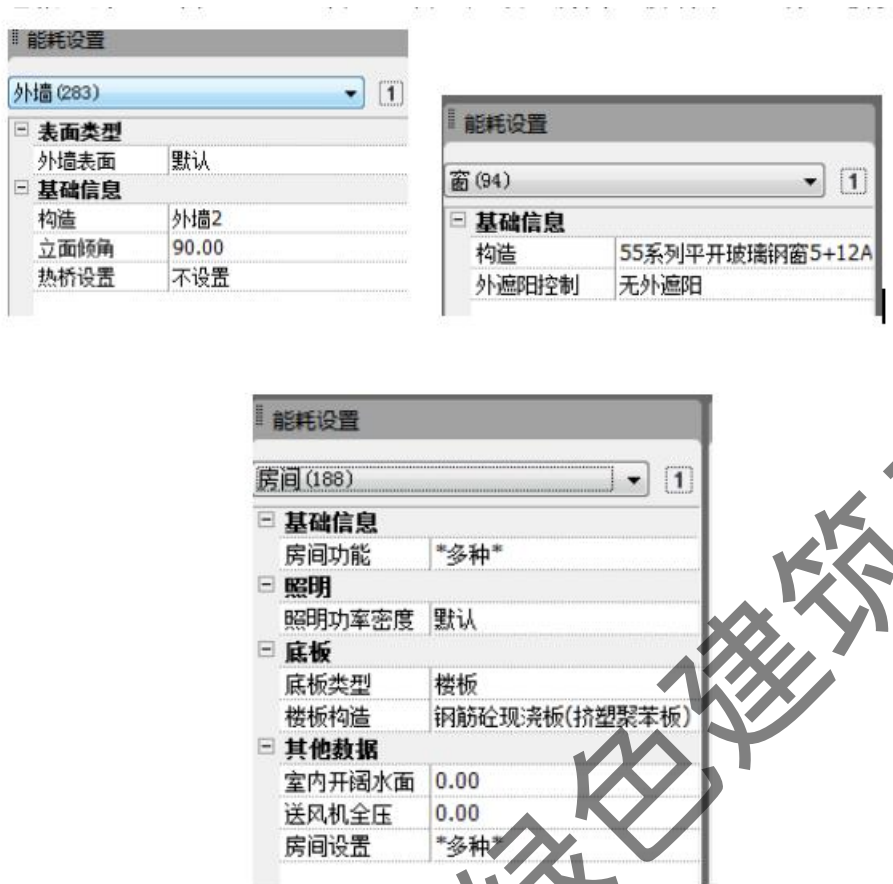 能耗设置
外墙(283)
1
表面类型
外墙表面 默认
基础信息
构造 外墙2
立面倾角 90.00
热桥设置 不设置
能耗设置
窗(94)
1
基础信息
构造 55系列平开玻璃钢窗5+12A
外遮阳控制 无外遮阳
能耗设置
房间(188)
1
基础信息
房间功能 *多种*
照明
照明功率密度 默认
底板
底板类型 楼板
楼板构造 钢筋砼现浇板(挤塑聚苯板)
其他数据
室内开阔水面 0.00
送风机全压 0.00
房间设置 *多种*
绿色建筑